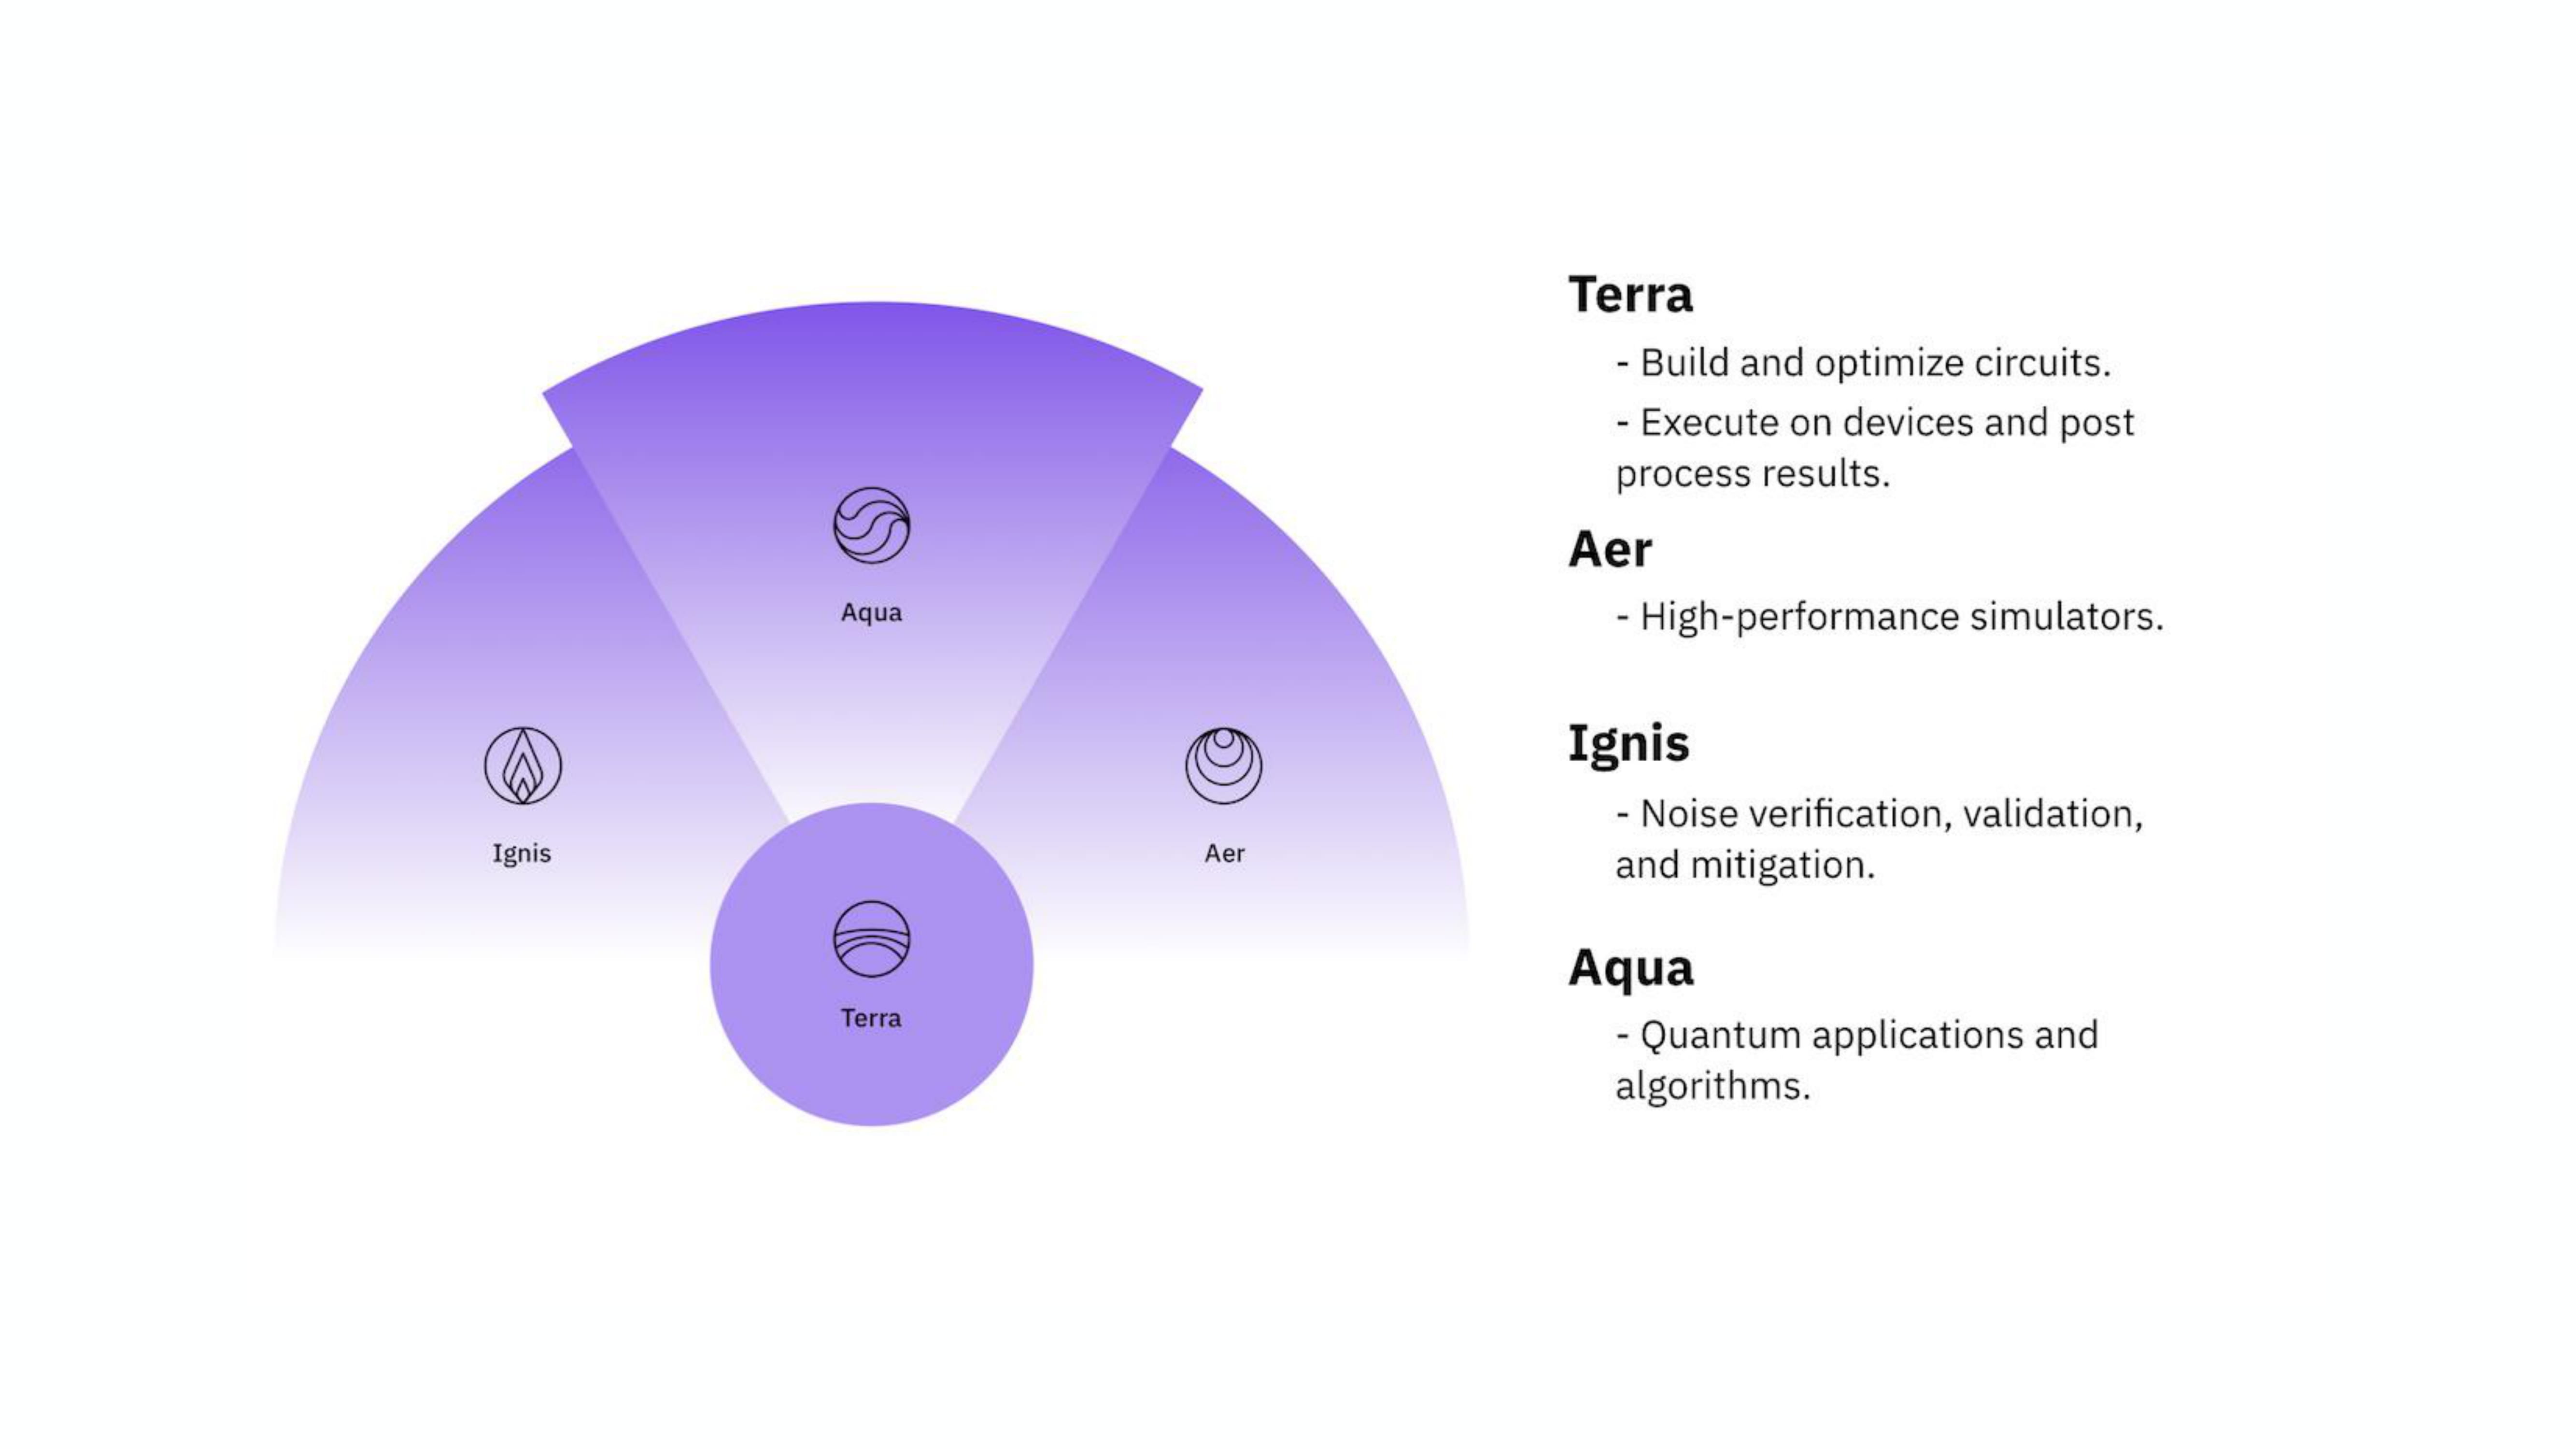 Aqua
Ignis
Aer
Terra
Terra
- Build and optimize circuits.
- Execute on devices and post
process results.
Aer
- High-performance simulators.
Ignis
- Noise verification, validation,
and mitigation.
Aqua
- Quantum applications and
algorithms.